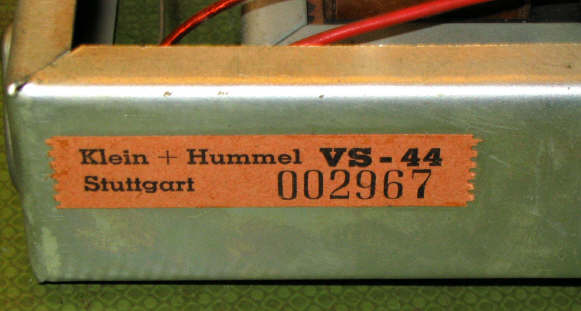 Klein + Hummel VS-44
Stuttgart 002967